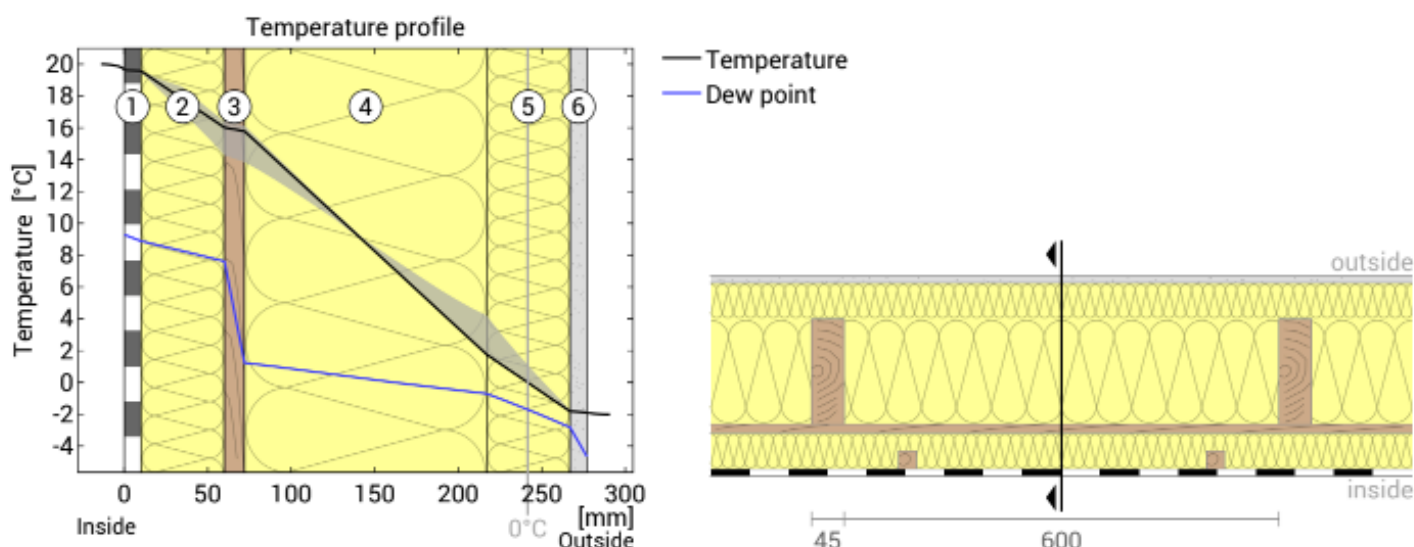 Temperature profile
20
18
16
14
12
10
8
6
4
2
0
-2
-4
Temperature [°C]
1 2 3 4 5 6
0 50 100 150 200 250 300
[mm]
Inside
0°C
Outside
Temperature
Dew point
outside
inside
45 600